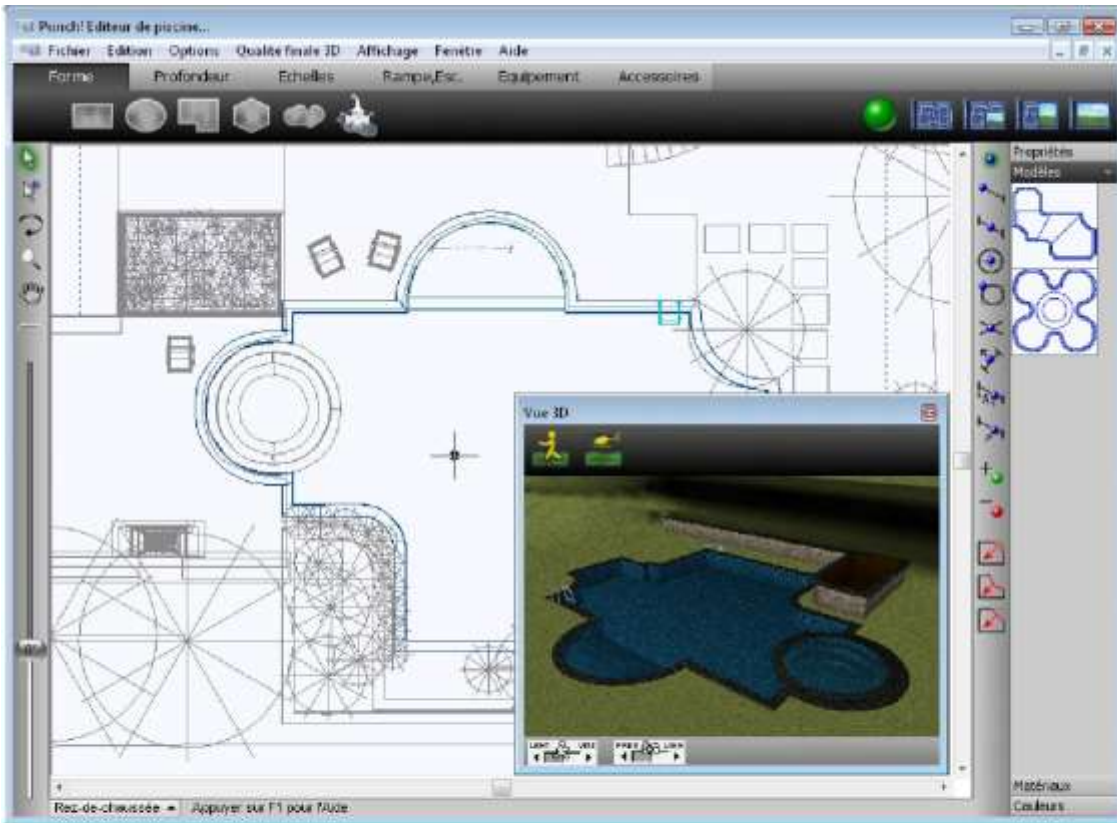 Punch! Editeur de piscine...
Fichier Edition Options Qualité finale 3D Affichage Fenêtre Aide
Forme Profondeur Echelles Rampe,Esc. Equipement Accessoires
Propriétés
Modèles
Vue 3D
Matériaux
Couleurs
Rez-de-chaussée Appuyer sur F1 pour l'Aide